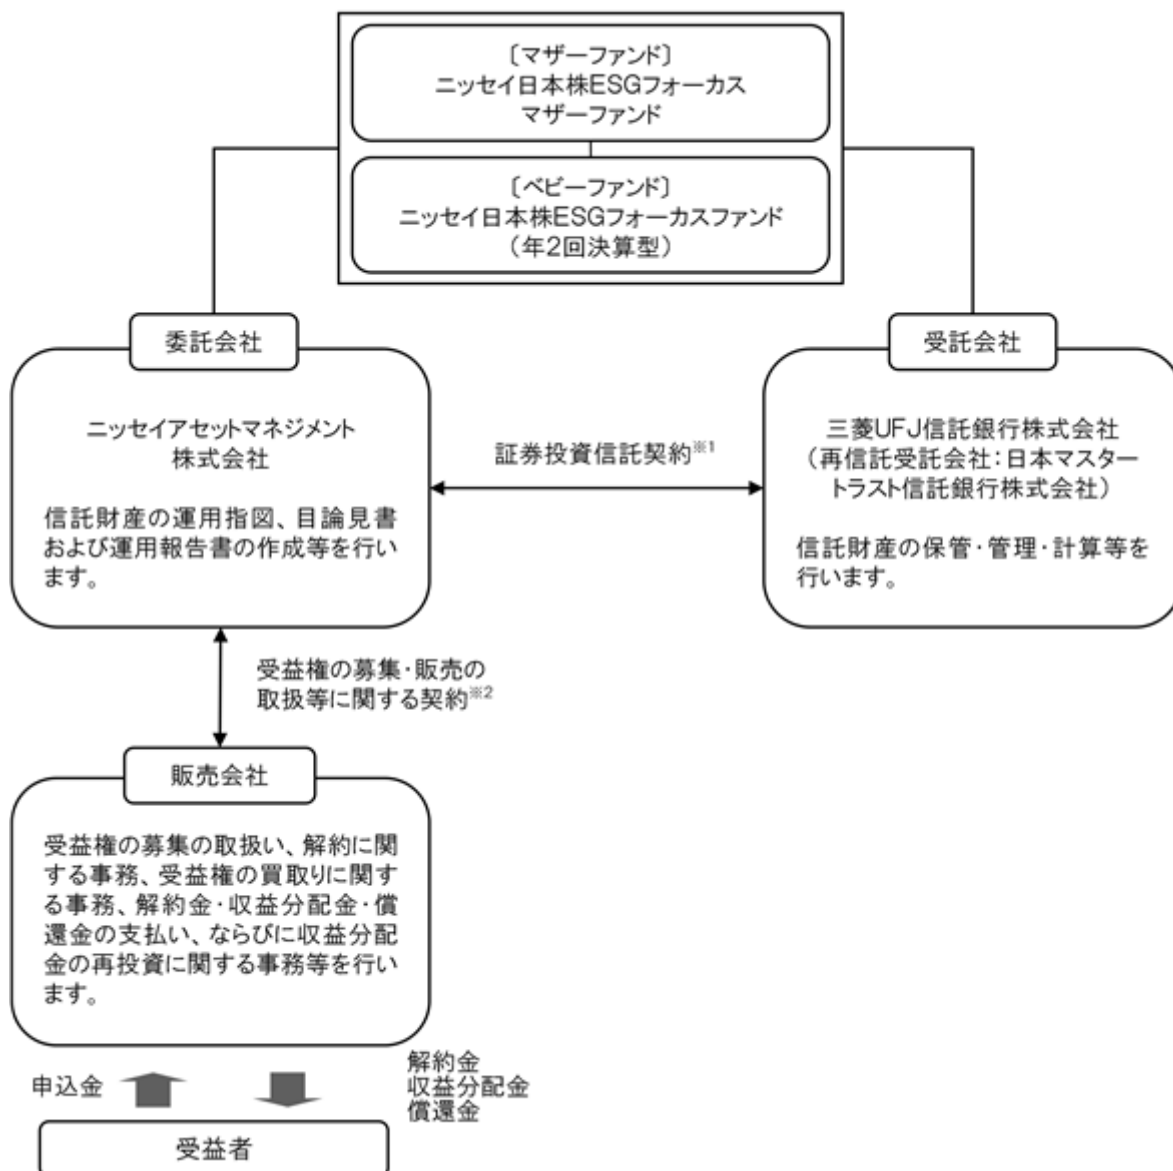 〔マザーファンド〕
ニッセイ日本株ESGフォーカス
マザーファンド
〔ベビーファンド〕
ニッセイ日本株ESGフォーカスファンド
（年2回決算型）
委託会社
ニッセイアセットマネジメント
株式会社
信託財産の運用指図、目論見書
および運用報告書の作成等を行い
ます。
証券投資信託契約※1
受託会社
三菱UFJ信託銀行株式会社
（再信託受託会社：日本マスター
トラスト信託銀行株式会社）
信託財産の保管・管理・計算等を
行います。
受益権の募集・販売の
取扱等に関する契約※2
販売会社
受益権の募集の取扱い、解約に関
する事務、受益権の買取りに関す
る事務、解約金・収益分配金・償
還金の支払い、ならびに収益分配
金の再投資に関する事務等を行い
ます。
申込金
解約金
収益分配金
償還金
受益者